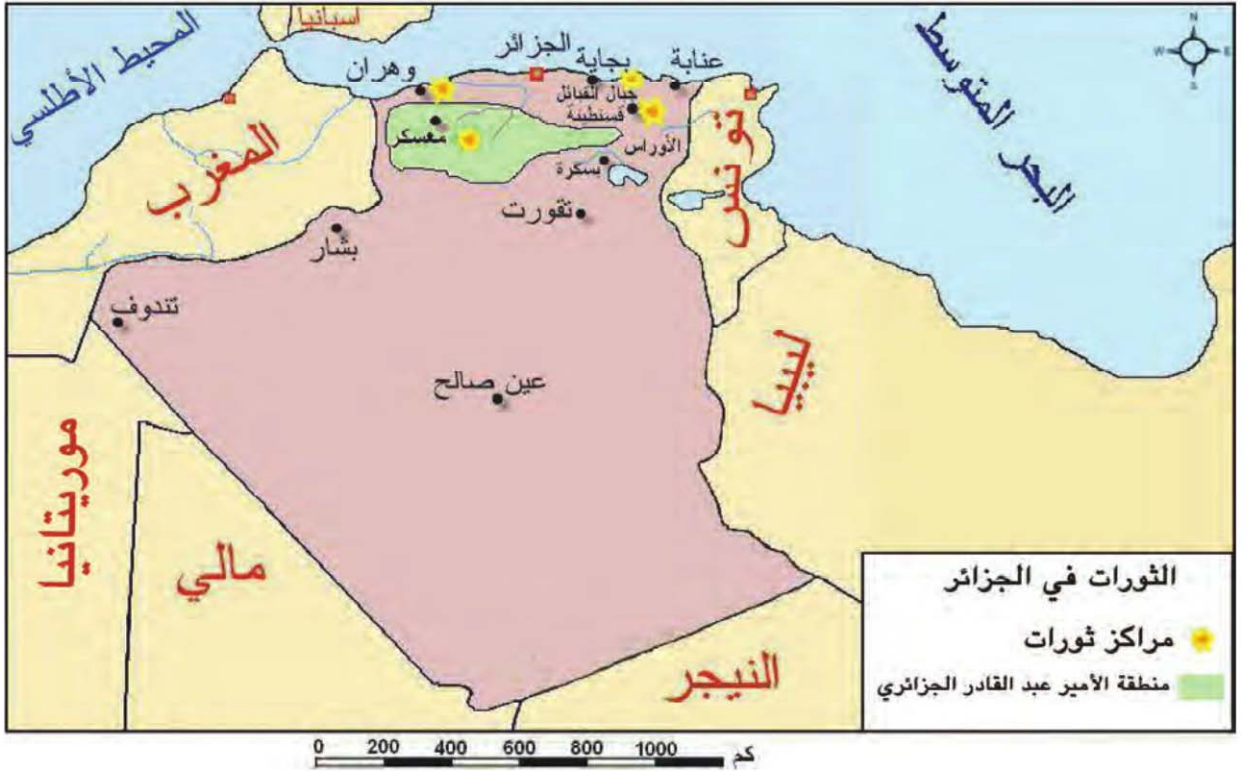 اسبانيا
المحيط الأطلسي
البحر المتوسط
N
W
E
S
الجزائر
عنابة
بجاية
وهران
جبال القبائل
قسنطينة
معسكر
الأوراس
بسكرة
تقورت
تونس
المغرب
بشار
تندوف
ليبيا
عين صالح
موريتانيا
مالي
النيجر
الثورات في الجزائر
مراكز ثورات
منطقة الأمير عبد القادر الجزائري
0 200 400 600 800 1000 كم